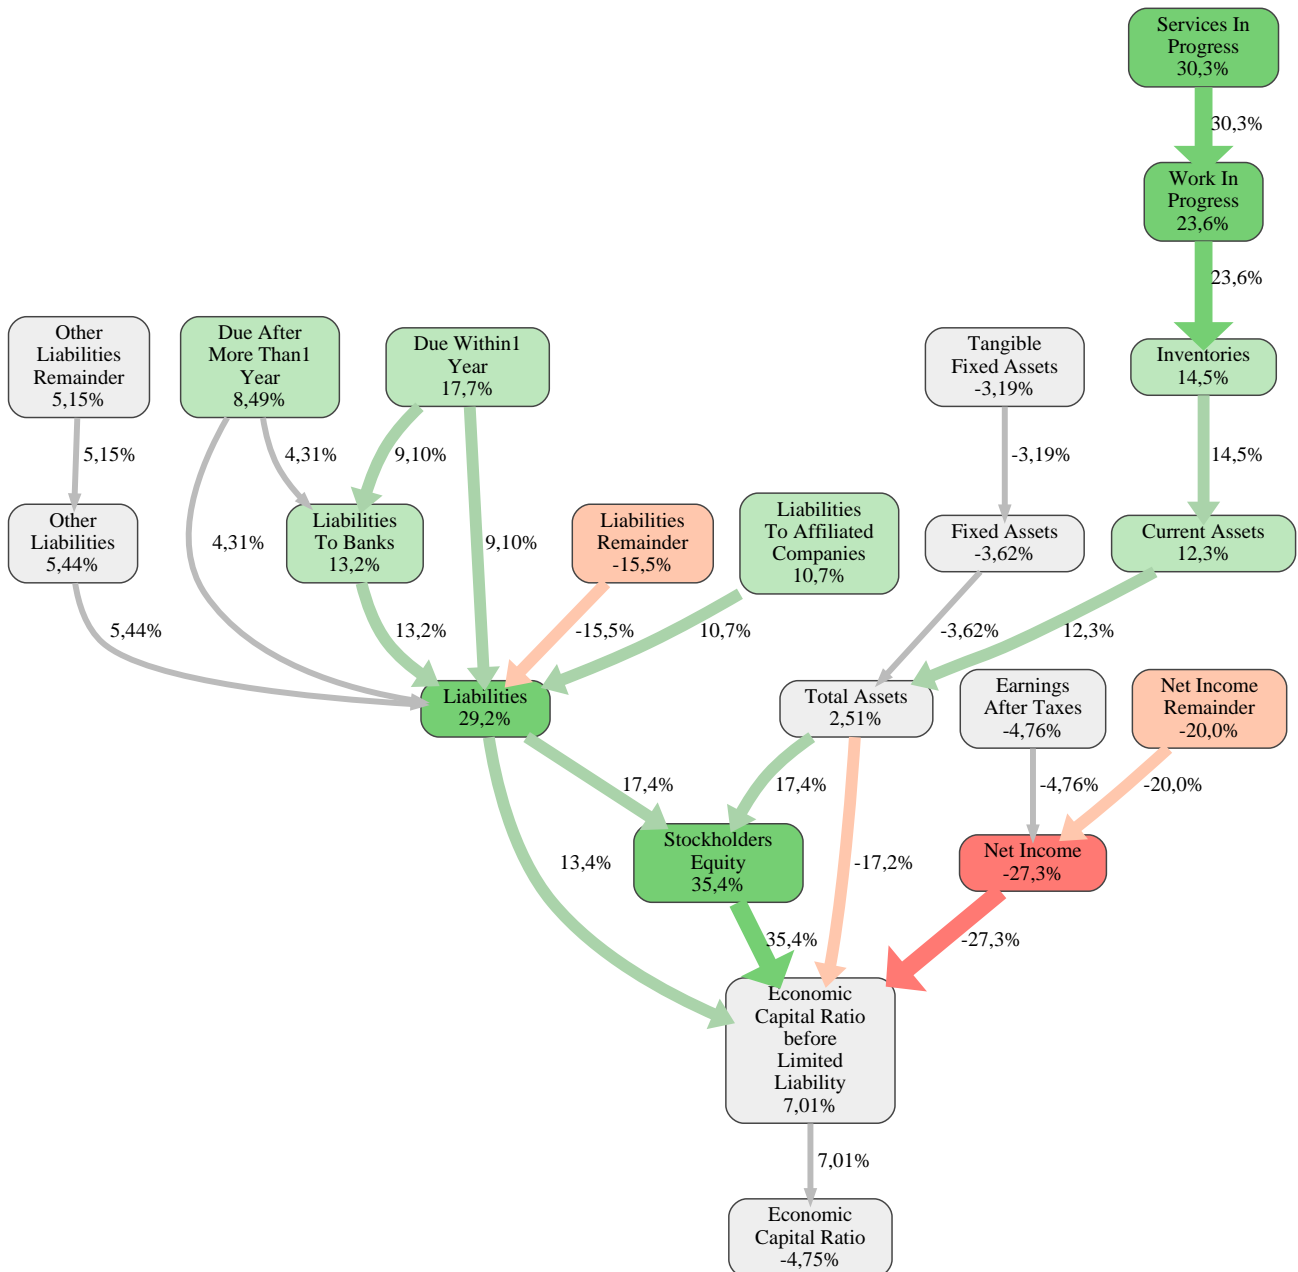 Services In
Progress
30,3%
30,3%
Work In
Progress
23,6%
23,6%
Other
Liabilities
Remainder
5,15%
Due After
More Than1
Year
8,49%
Due Within1
Year
17,7%
Tangible
Fixed Assets
-3,19%
Inventories
14,5%
5,15%
4,31%
9,10%
-3,19%
14,5%
Other
Liabilities
5,44%
4,31%
Liabilities
To Banks
13,2%
9,10%
Liabilities
Remainder
-15,5%
Liabilities
To Affiliated
Companies
10,7%
Fixed Assets
-3,62%
Current Assets
12,3%
5,44%
13,2%
-15,5%
10,7%
-3,62%
12,3%
Liabilities
29,2%
Total Assets
2,51%
Earnings
After Taxes
-4,76%
Net Income
Remainder
-20,0%
17,4%
17,4%
-4,76%
-20,0%
13,4%
Stockholders
Equity
35,4%
-17,2%
Net Income
-27,3%
35,4%
-27,3%
Economic
Capital Ratio
before
Limited
Liability
7,01%
7,01%
Economic
Capital Ratio
-4,75%